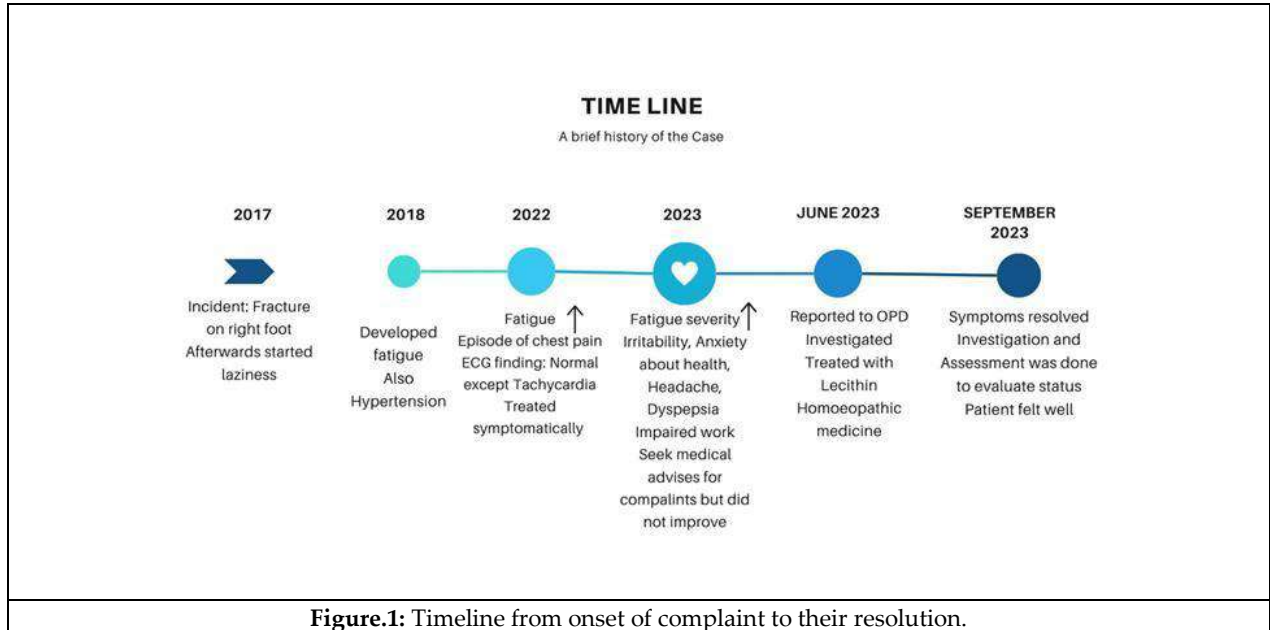 TIME LINE
A brief history of the Case
2017
Incident: Fracture
on right foot
Afterwards started
laziness
2018
Developed
fatigue
Also
Hypertension
2022
Fatigue ↑
Episode of chest pain
ECG finding: Normal
except Tachycardia
Treated
symptomatically
2023
Fatigue severity ↑
Irritability, Anxiety
about health,
Headache,
Dyspepsia
Impaired work
Seek medical
advises for
compalints but did
not improve
JUNE 2023
Reported to OPD
Investigated
Treated with
Lecithin
Homoeopathic
medicine
SEPTEMBER
2023
Symptoms resolved
Investigation and
Assessment was done
to evaluate status
Patient felt well
Figure.1: Timeline from onset of complaint to their resolution.